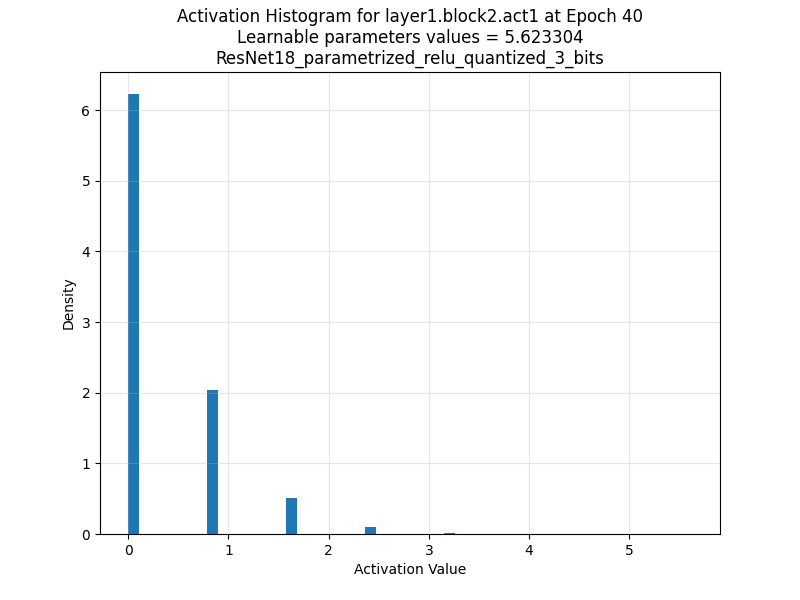 Activation Histogram for layer1.block2.act1 at Epoch 40
Learnable parameters values = 5.623304
ResNet18_parametrized_relu_quantized_3_bits
Density
6
5
4
3
2
1
0
0 1 2 3 4 5
Activation Value